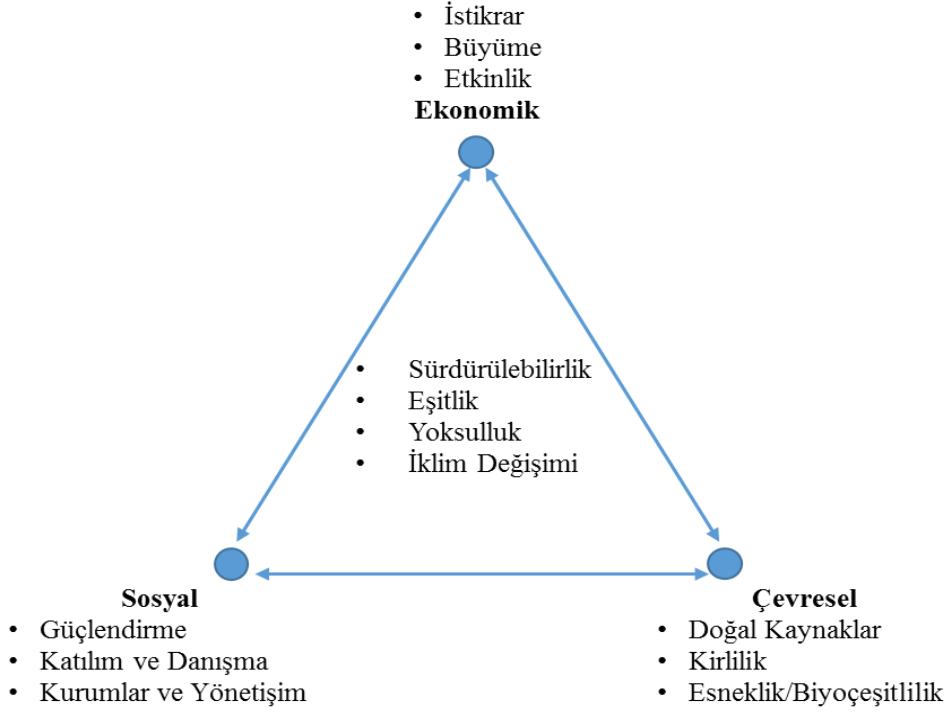 • İstikrar
• Büyüme
• Etkinlik
Ekonomik
• Sürdürülebilirlik
• Eşitlik
• Yoksulluk
• İklim Değişimi
Sosyal
• Güçlendirme
• Katılım ve Danışma
• Kurumlar ve Yönetişim
Çevresel
• Doğal Kaynaklar
• Kirlilik
• Esneklik/Biyoçeşitlilik